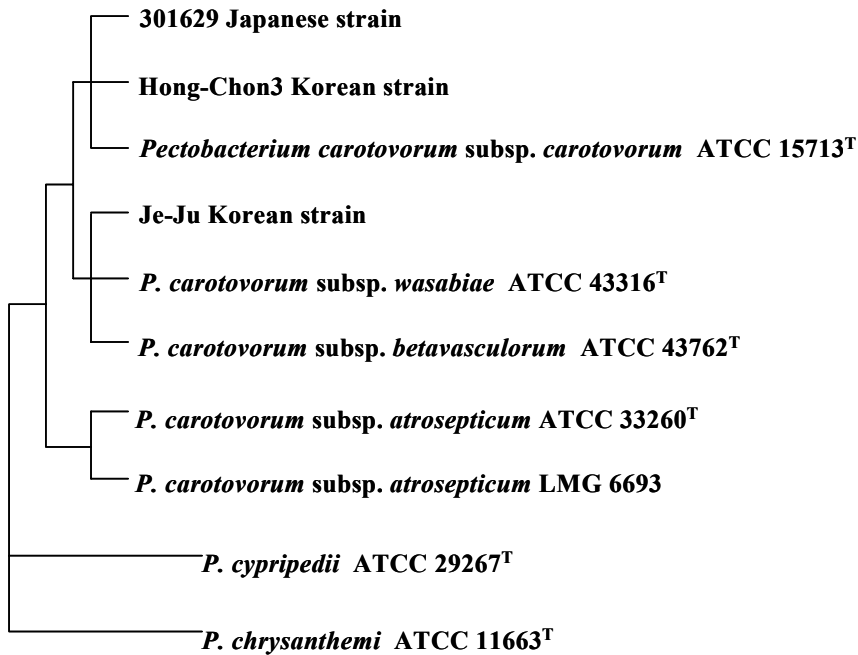 301629 Japanese strain
Hong-Chon3 Korean strain
Pectobacterium carotovorum subsp. carotovorum ATCC 15713T
Je-Ju Korean strain
P. carotovorum subsp. wasabiae ATCC 43316T
P. carotovorum subsp. betavasculorum ATCC 43762T
P. carotovorum subsp. atrosepticum ATCC 33260T
P. carotovorum subsp. atrosepticum LMG 6693
P. cypripedii ATCC 29267T
P. chrysanthemi ATCC 11663T